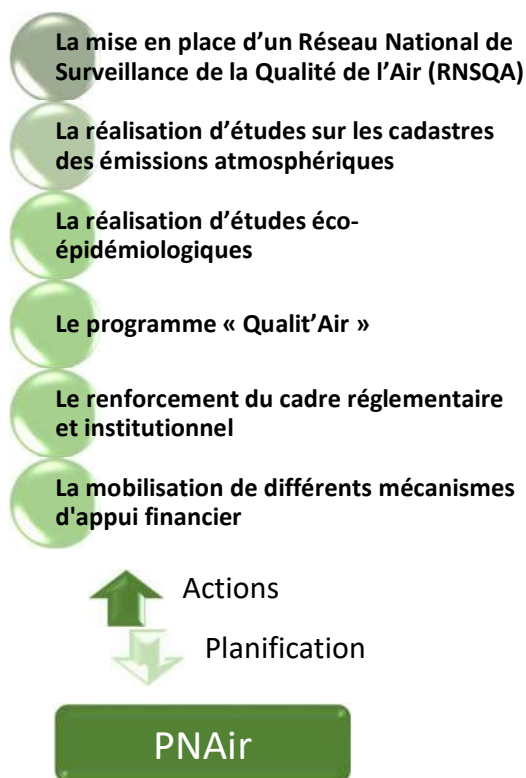 La mise en place d’un Réseau National de
Surveillance de la Qualité de l’Air (RNSQA)
La réalisation d’études sur les cadastres
des émissions atmosphériques
La réalisation d’études éco-
épidémiologiques
Le programme « Qualit’Air »
Le renforcement du cadre réglementaire
et institutionnel
La mobilisation de différents mécanismes
d'appui financier
Actions
Planification
PNAir